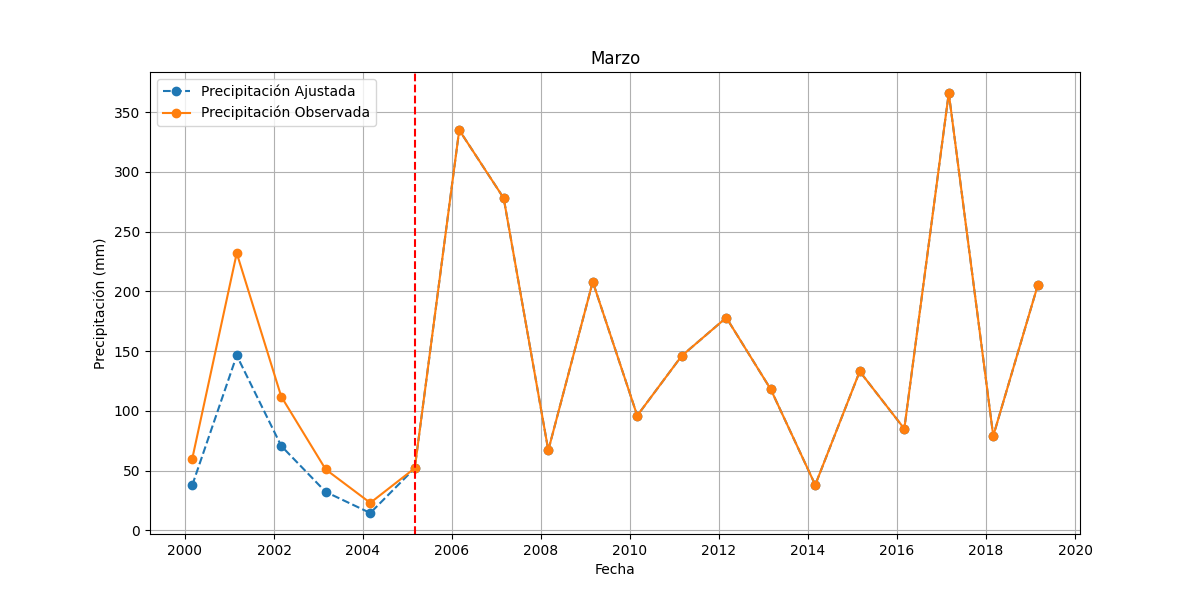 Marzo
Precipitación Ajustada
Precipitación Observada
350
300
250
200
150
100
50
0
Precipitación (mm)
2000 2002 2004 2006 2008 2010 2012 2014 2016 2018 2020
Fecha